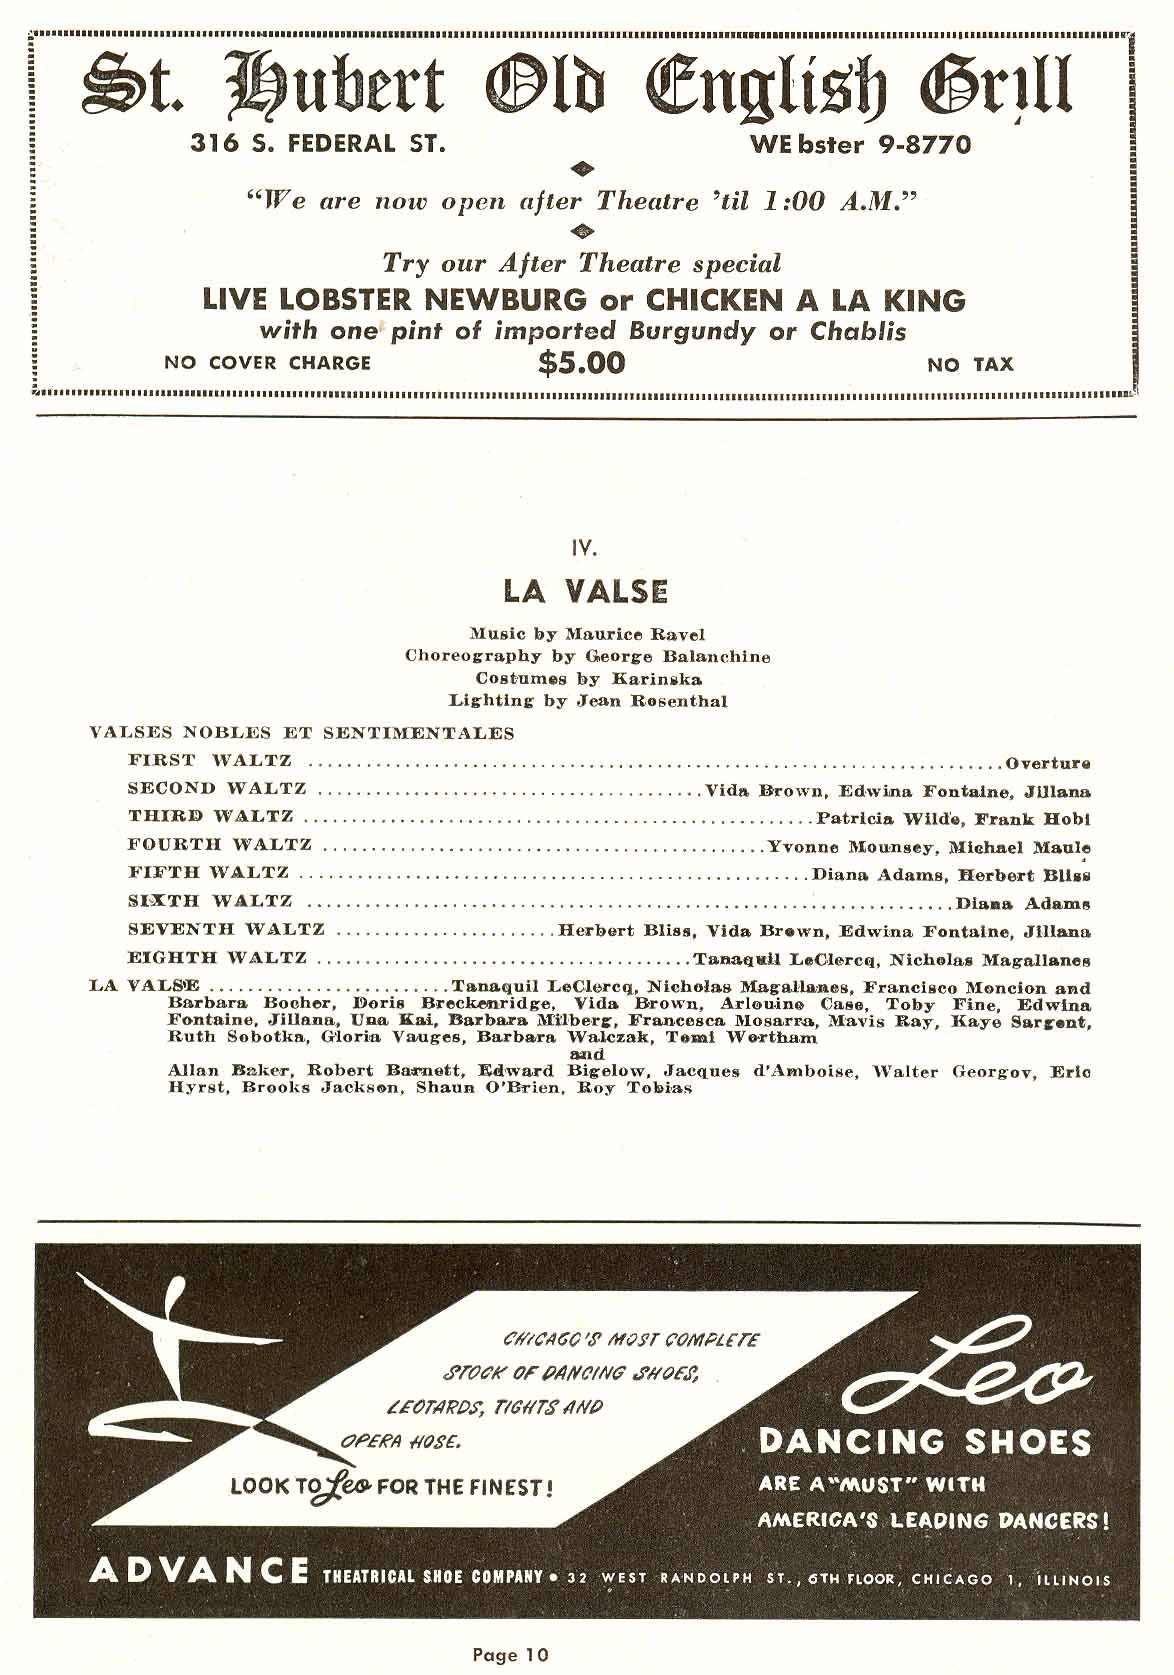 St. Hubert Old English Grill
316 S. FEDERAL ST. WEbster 9-8770
“We are now open after Theatre ’til 1:00 A.M.”
Try our After Theatre special
LIVE LOBSTER NEWBURG or CHICKEN A LA KING
with one pint of imported Burgundy or Chablis
NO COVER CHARGE $5.00 NO TAX
IV.
LA VALSE
Music by Maurice Ravel
Choreography by George Balanchine
Costumes by Karinska
Lighting by Jean Rosenthal
VALSES NOBLES ET SENTIMENTALES
FIRST WALTZ ........ Overture
SECOND WALTZ ........ Vida Brown, Edwina Fontaine, Jillana
THIRD WALTZ ........ Patricia Wilde, Frank Hobi
FOURTH WALTZ ........ Yvonne Mounsey, Michael Maule
FIFTH WALTZ ........ Diana Adams, Herbert Bliss
SIXTH WALTZ ........ Diana Adams
SEVENTH WALTZ ........ Herbert Bliss, Vida Brown, Edwina Fontaine, Jillana
EIGHTH WALTZ ........ Tanaquil LeClercq, Nicholas Magallanes
LA VALSE ........ Tanaquil LeClercq, Nicholas Magallanes, Francisco Moncion and
Barbara Bocher, Doris Breckenridge, Vida Brown, Arlouine Case, Toby Fine, Edwina
Fontaine, Jillana, Una Kai, Barbara Milberg, Francesca Mosarra, Mavis Ray, Kaye Sargent,
Ruth Sobotka, Gloria Vauges, Barbara Walczak, Tomi Wortham
and
Allan Baker, Robert Barnett, Edward Bigelow, Jacques d'Amboise, Walter Georgov, Eric
Hyrst, Brooks Jackson, Shaun O'Brien, Roy Tobias
CHICAGO'S MOST COMPLETE
STOCK OF DANCING SHOES,
LEOTARDS, TIGHTS AND
OPERA HOSE.
LOOK TO Leo FOR THE FINEST!
Leo
DANCING SHOES
ARE A "MUST" WITH
AMERICA'S LEADING DANCERS!
ADVANCE THEATRICAL SHOE COMPANY • 32 WEST RANDOLPH ST., 6TH FLOOR, CHICAGO 1, ILLINOIS
Page 10